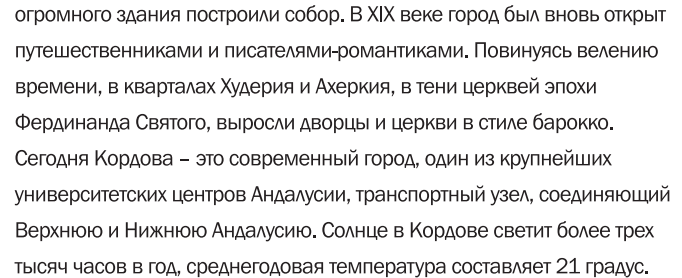 огромного здания построили собор. В XIX веке город был вновь открыт
путешественниками и писателями-романтиками. Повинуясь велению
времени, в кварталах Худерия и Ахеркия, в тени церквей эпохи
Фердинанда Святого, выросли дворцы и церкви в стиле барокко.
Сегодня Кордова – это современный город, один из крупнейших
университетских центров Андалусии, транспортный узел, соединяющий
Верхнюю и Нижнюю Андалусию. Солнце в Кордове светит более трех
тысяч часов в год, среднегодовая температура составляет 21 градус.